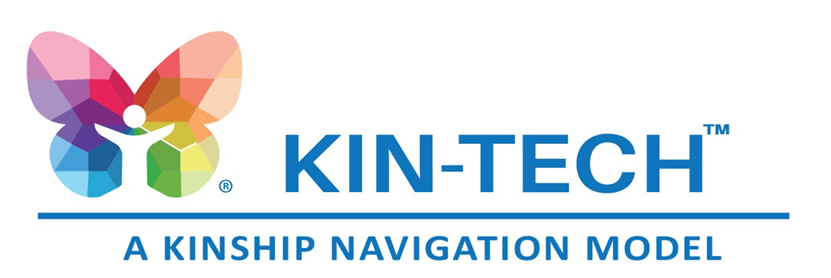 KIN-TECH™
®
A KINSHIP NAVIGATION MODEL